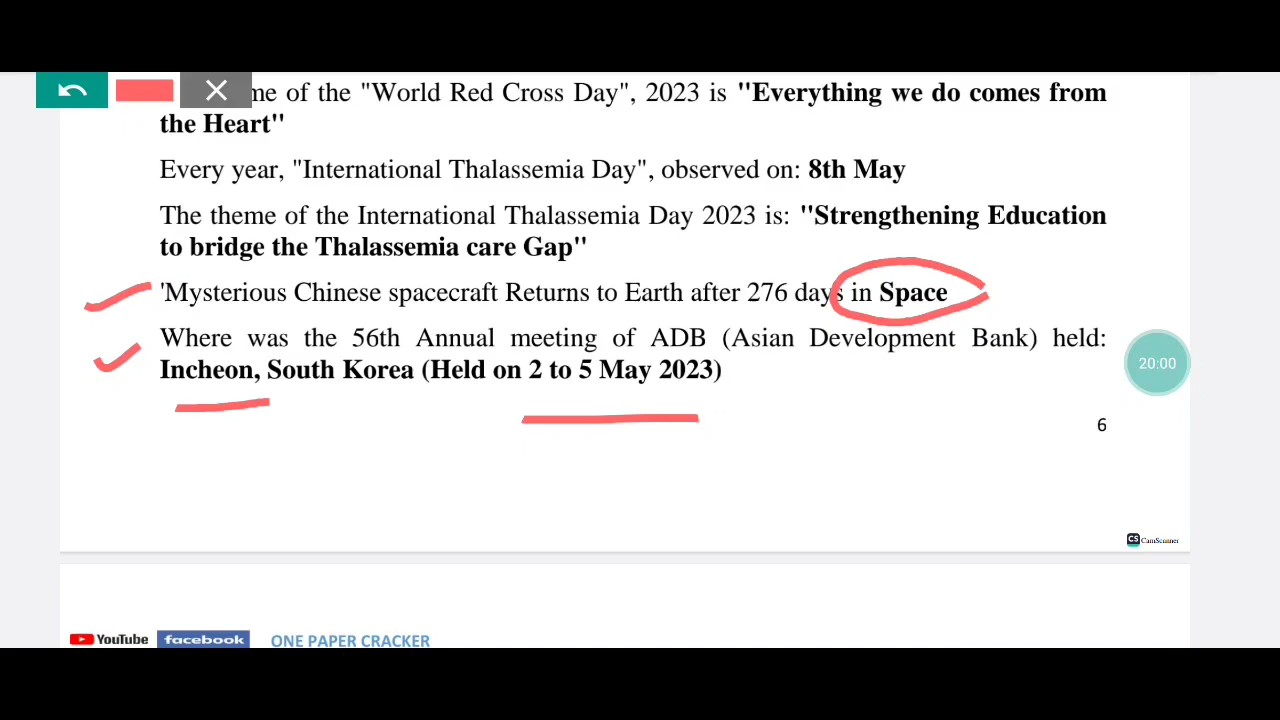 me of the "World Red Cross Day", 2023 is "Everything we do comes from
the Heart"
Every year, "International Thalassemia Day", observed on: 8th May
The theme of the International Thalassemia Day 2023 is: "Strengthening Education
to bridge the Thalassemia care Gap"
'Mysterious Chinese spacecraft Returns to Earth after 276 days in Space
Where was the 56th Annual meeting of ADB (Asian Development Bank) held:
Incheon, South Korea (Held on 2 to 5 May 2023)
20:00
6
CS CamScanner
YouTube facebook ONE PAPER CRACKER